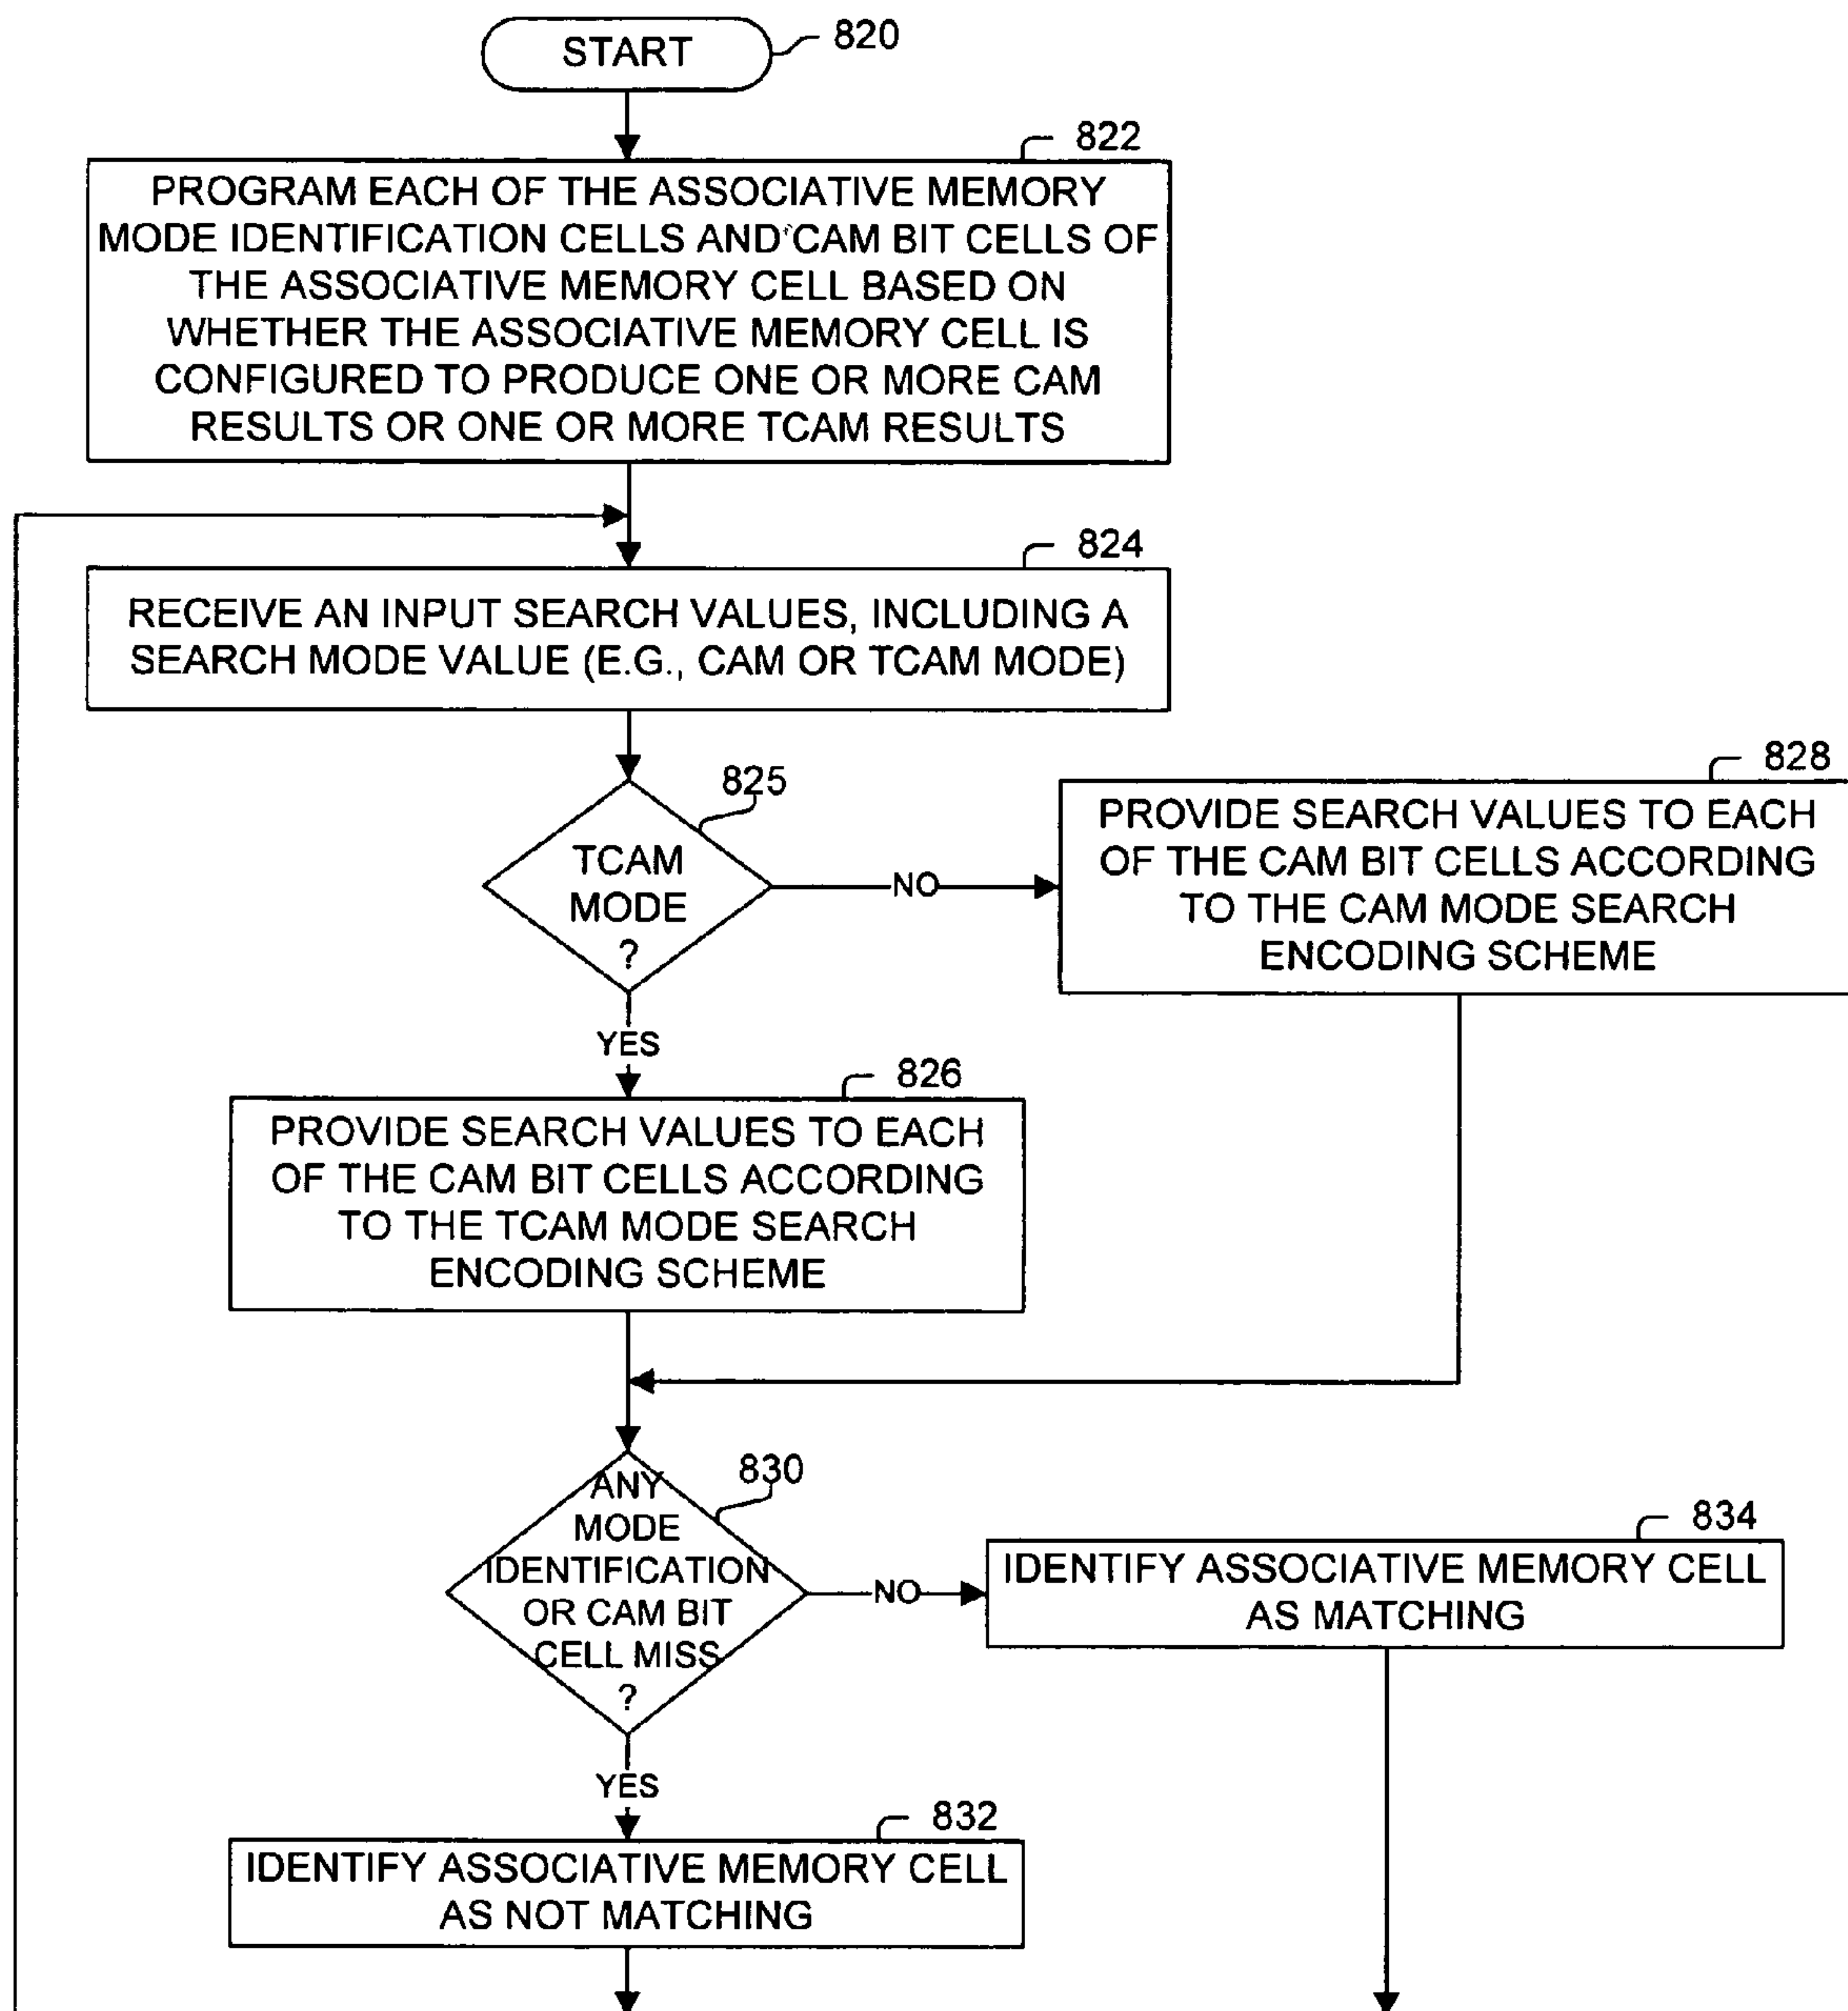 START
820
822
PROGRAM EACH OF THE ASSOCIATIVE MEMORY
MODE IDENTIFICATION CELLS AND CAM BIT CELLS OF
THE ASSOCIATIVE MEMORY CELL BASED ON
WHETHER THE ASSOCIATIVE MEMORY CELL IS
CONFIGURED TO PRODUCE ONE OR MORE CAM
RESULTS OR ONE OR MORE TCAM RESULTS
824
RECEIVE AN INPUT SEARCH VALUES, INCLUDING A
SEARCH MODE VALUE (E.G., CAM OR TCAM MODE)
825
TCAM
MODE
?
NO
828
PROVIDE SEARCH VALUES TO EACH
OF THE CAM BIT CELLS ACCORDING
TO THE CAM MODE SEARCH
ENCODING SCHEME
YES
826
PROVIDE SEARCH VALUES TO EACH
OF THE CAM BIT CELLS ACCORDING
TO THE TCAM MODE SEARCH
ENCODING SCHEME
830
ANY
MODE
IDENTIFICATION
OR CAM BIT
CELL MISS
?
NO
834
IDENTIFY ASSOCIATIVE MEMORY CELL
AS MATCHING
YES
832
IDENTIFY ASSOCIATIVE MEMORY CELL
AS NOT MATCHING